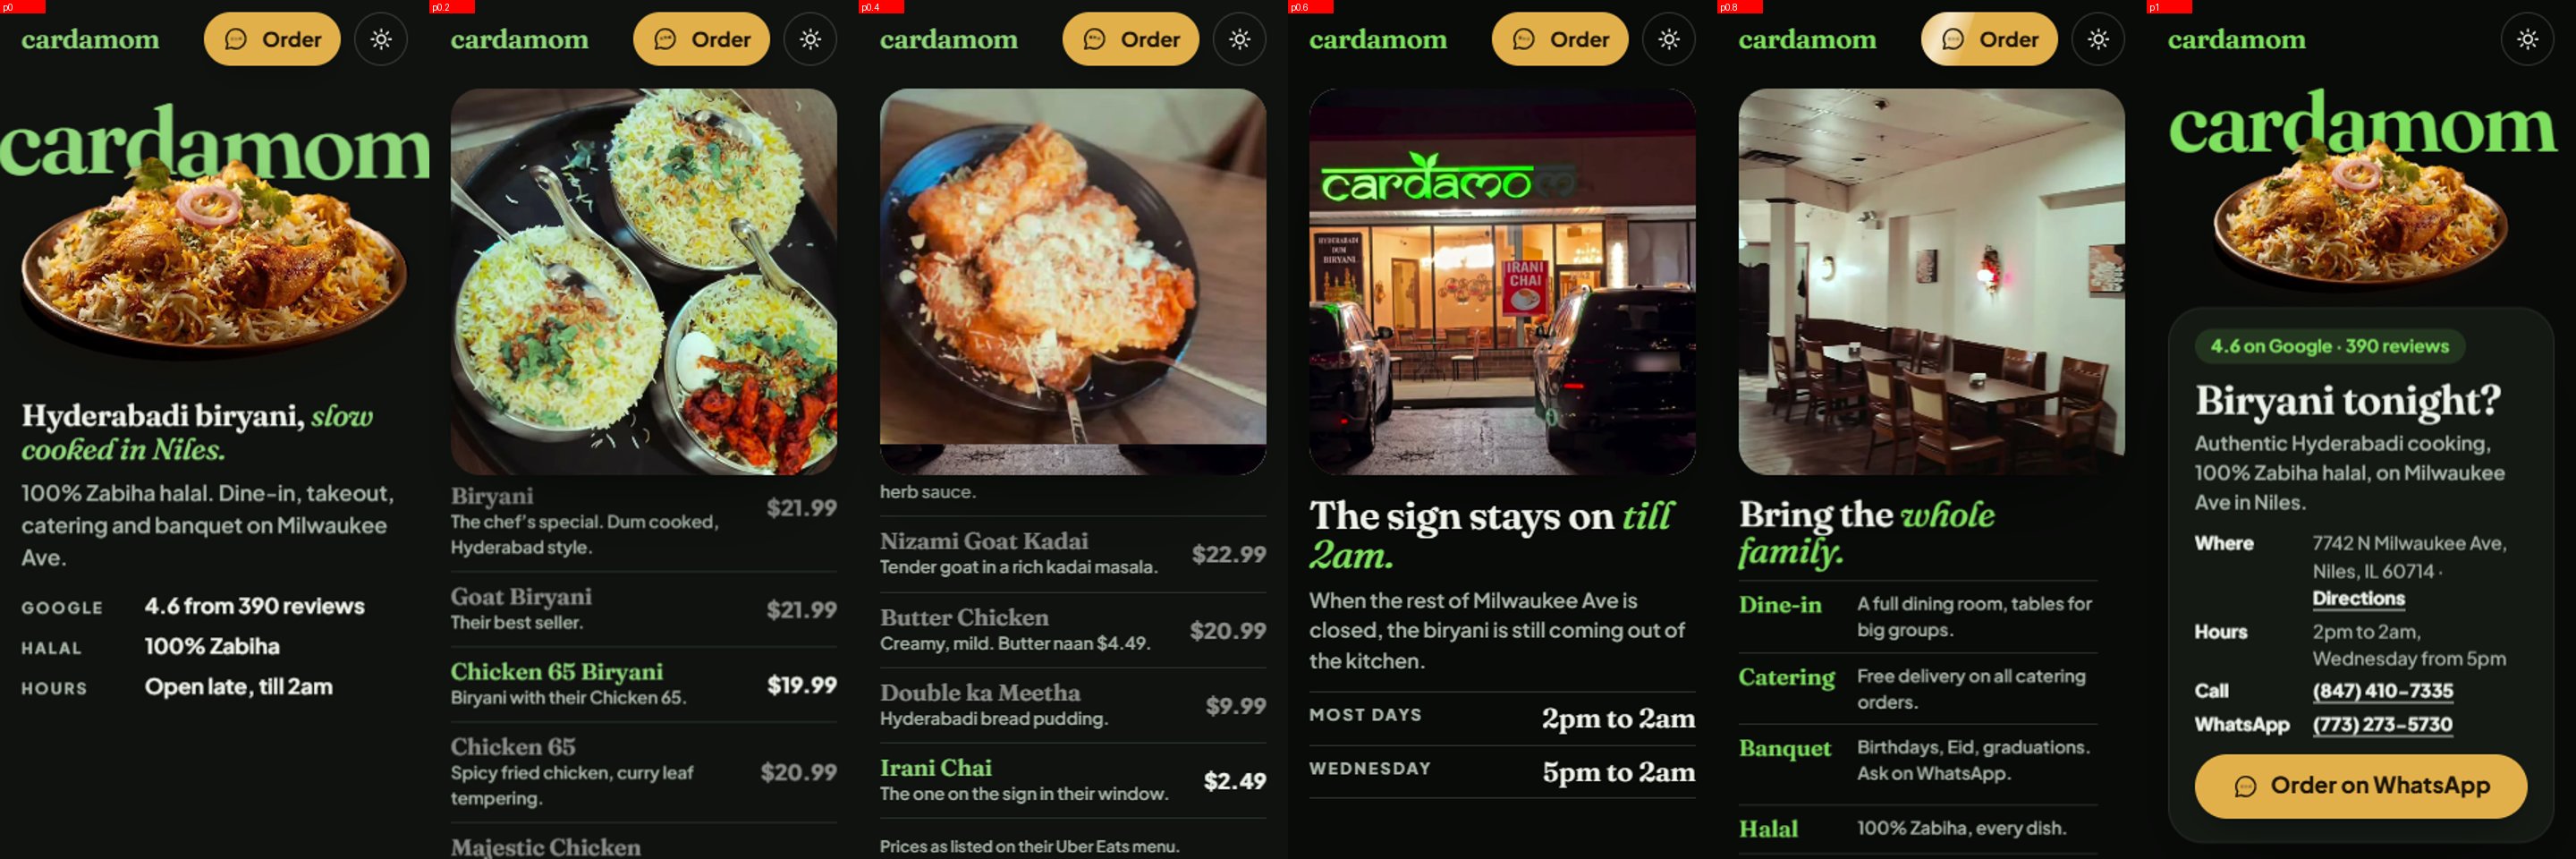 p0
cardamom
Order
cardamom
Hyderabadi biryani, slow
cooked in Niles.
100% Zabiha halal. Dine-in, takeout,
catering and banquet on Milwaukee
Ave.
GOOGLE 4.6 from 390 reviews
HALAL 100% Zabiha
HOURS Open late, till 2am
p0.2
cardamom
Order
Biryani $21.99
The chef's special. Dum cooked,
Hyderabad style.
Goat Biryani $21.99
Their best seller.
Chicken 65 Biryani $19.99
Biryani with their Chicken 65.
Chicken 65 $20.99
Spicy fried chicken, curry leaf
tempering.
Majestic Chicken
p0.4
cardamom
Order
herb sauce.
Nizami Goat Kadai $22.99
Tender goat in a rich kadai masala.
Butter Chicken $20.99
Creamy, mild. Butter naan $4.49.
Double ka Meetha $9.99
Hyderabadi bread pudding.
Irani Chai $2.49
The one on the sign in their window.
Prices as listed on their Uber Eats menu.
p0.6
cardamom
Order
cardamom
HYDERABADI
DUM
BIRYANI
IRANI
CHAI
The sign stays on till
2am.
When the rest of Milwaukee Ave is
closed, the biryani is still coming out of
the kitchen.
MOST DAYS 2pm to 2am
WEDNESDAY 5pm to 2am
p0.8
cardamom
Order
Bring the whole
family.
Dine-in A full dining room, tables for
big groups.
Catering Free delivery on all catering
orders.
Banquet Birthdays, Eid, graduations.
Ask on WhatsApp.
Halal 100% Zabiha, every dish.
p1
cardamom
cardamom
4.6 on Google · 390 reviews
Biryani tonight?
Authentic Hyderabadi cooking,
100% Zabiha halal, on Milwaukee
Ave in Niles.
Where 7742 N Milwaukee Ave,
Niles, IL 60714 ·
Directions
Hours 2pm to 2am,
Wednesday from 5pm
Call (847) 410-7335
WhatsApp (773) 273-5730
Order on WhatsApp